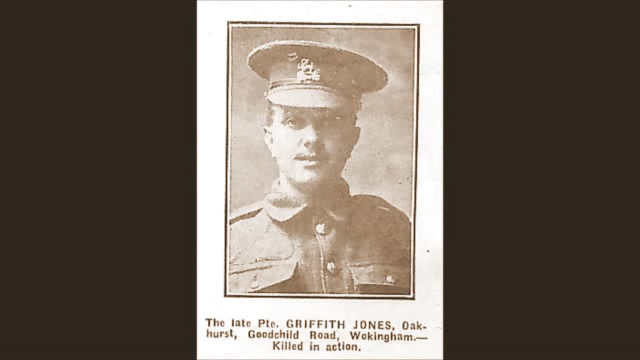 The late Pte. GRIFFITH JONES, Oak-
hurst, Goodchild Road, Wokingham.—
Killed in action.